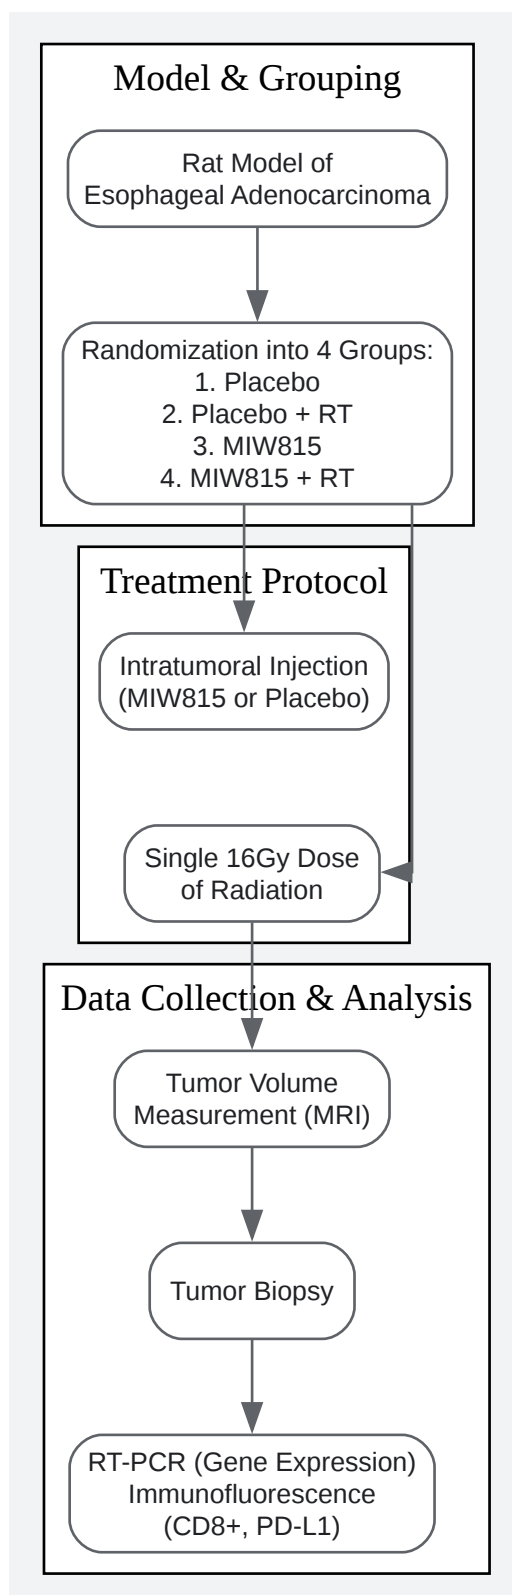 Model & Grouping
Rat Model of
Esophageal Adenocarcinoma
Randomization into 4 Groups:
1. Placebo
2. Placebo + RT
3. MIW815
4. MIW815 + RT
Treatment Protocol
Intratumoral Injection
(MIW815 or Placebo)
Single 16Gy Dose
of Radiation
Data Collection & Analysis
Tumor Volume
Measurement (MRI)
Tumor Biopsy
RT-PCR (Gene Expression)
Immunofluorescence
(CD8+, PD-L1)